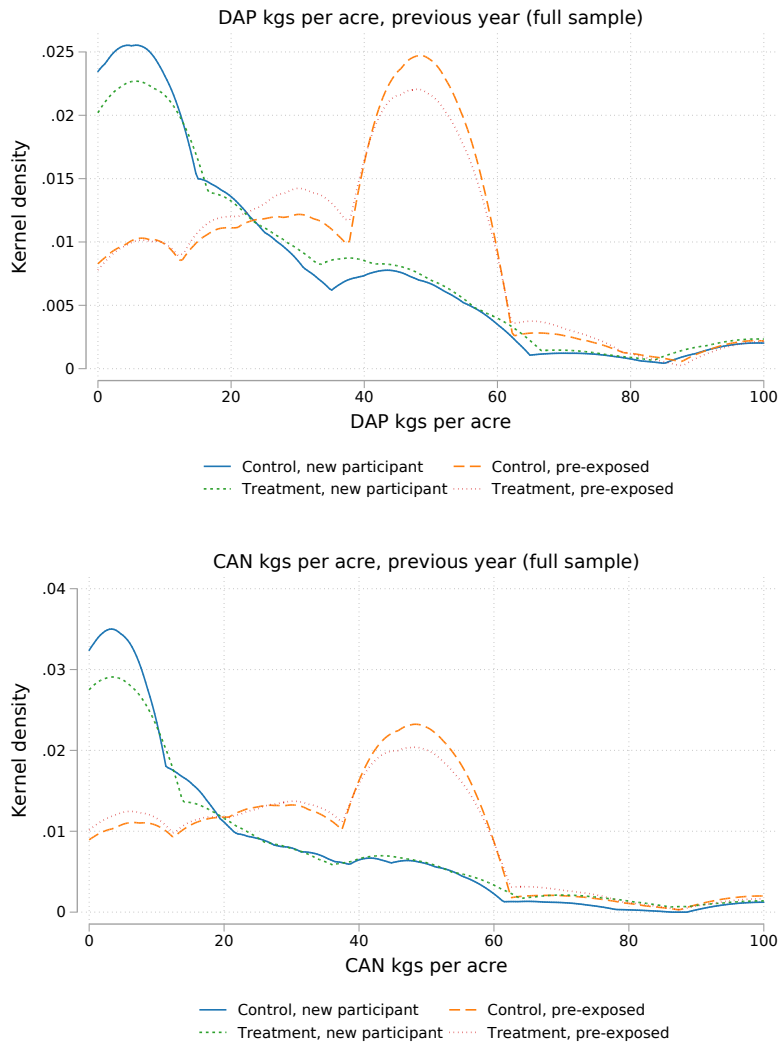 DAP kgs per acre, previous year (full sample)
Kernel density
.025
.02
.015
.01
.005
0
0 20 40 60 80 100
DAP kgs per acre
Control, new participant Control, pre-exposed
Treatment, new participant Treatment, pre-exposed
CAN kgs per acre, previous year (full sample)
Kernel density
.04
.03
.02
.01
0
0 20 40 60 80 100
CAN kgs per acre
Control, new participant Control, pre-exposed
Treatment, new participant Treatment, pre-exposed